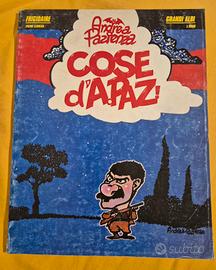 FRIGIDAIRE
GRANDI ALBI
Andrea
Pazienza
COSE
d'APAZ!
subito